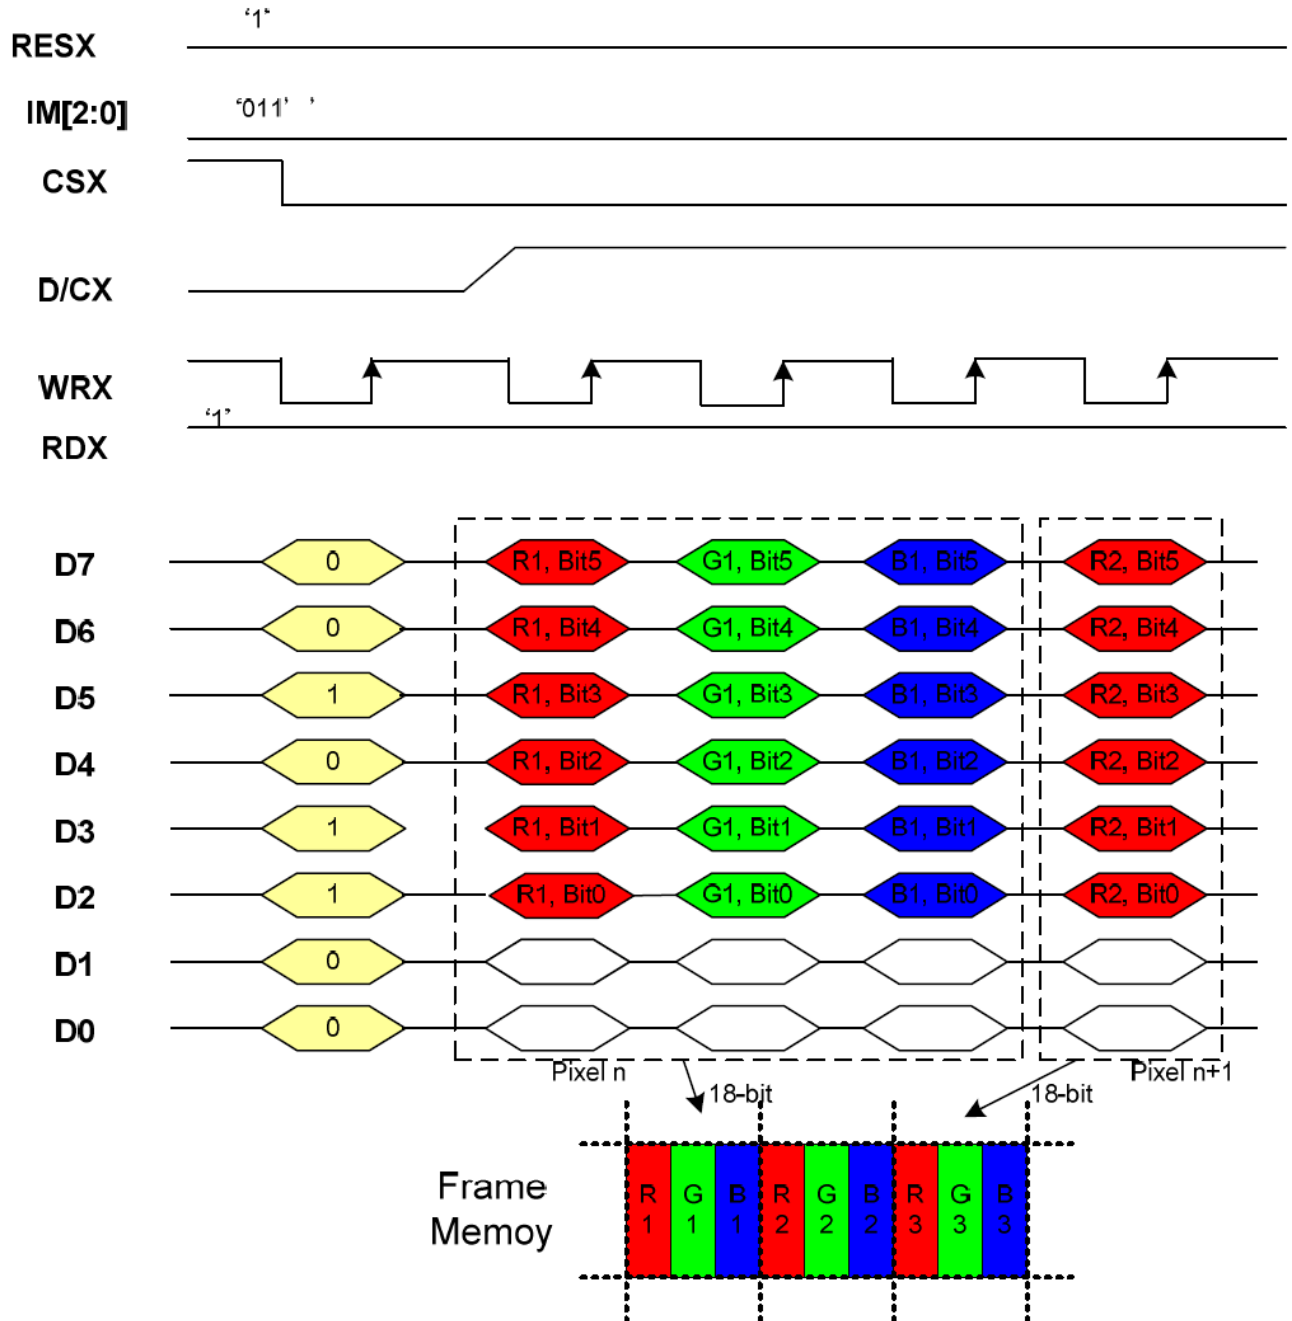 ‘1‘
RESX
IM[2:0] ‘011’ ’
CSX
D/CX
WRX
‘1’
RDX
D7 0 R1, Bit5 G1, Bit5 B1, Bit5 R2, Bit5
D6 0 R1, Bit4 G1, Bit4 B1, Bit4 R2, Bit4
D5 1 R1, Bit3 G1, Bit3 B1, Bit3 R2, Bit3
D4 0 R1, Bit2 G1, Bit2 B1, Bit2 R2, Bit2
D3 1 R1, Bit1 G1, Bit1 B1, Bit1 R2, Bit1
D2 1 R1, Bit0 G1, Bit0 B1, Bit0 R2, Bit0
D1 0
D0 0
Pixel n Pixel n+1
18-bit 18-bit
Frame
Memoy
R G B R G B R G B
1 1 1 2 2 2 3 3 3